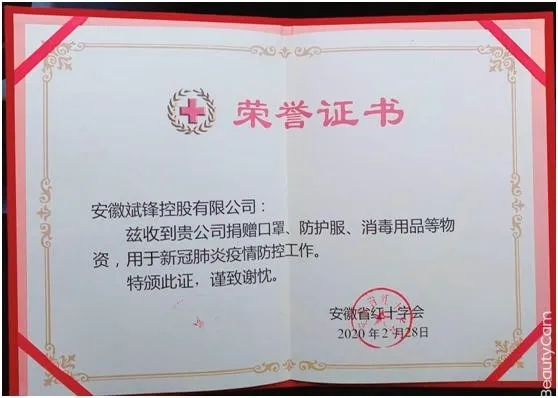 荣誉证书
安徽斌锋控股有限公司：
兹收到贵公司捐赠口罩、防护服、消毒用品等物
资，用于新冠肺炎疫情防控工作。
特颁此证，谨致谢忱。
安徽省红十字会
2020年2月28日
BeautyCam